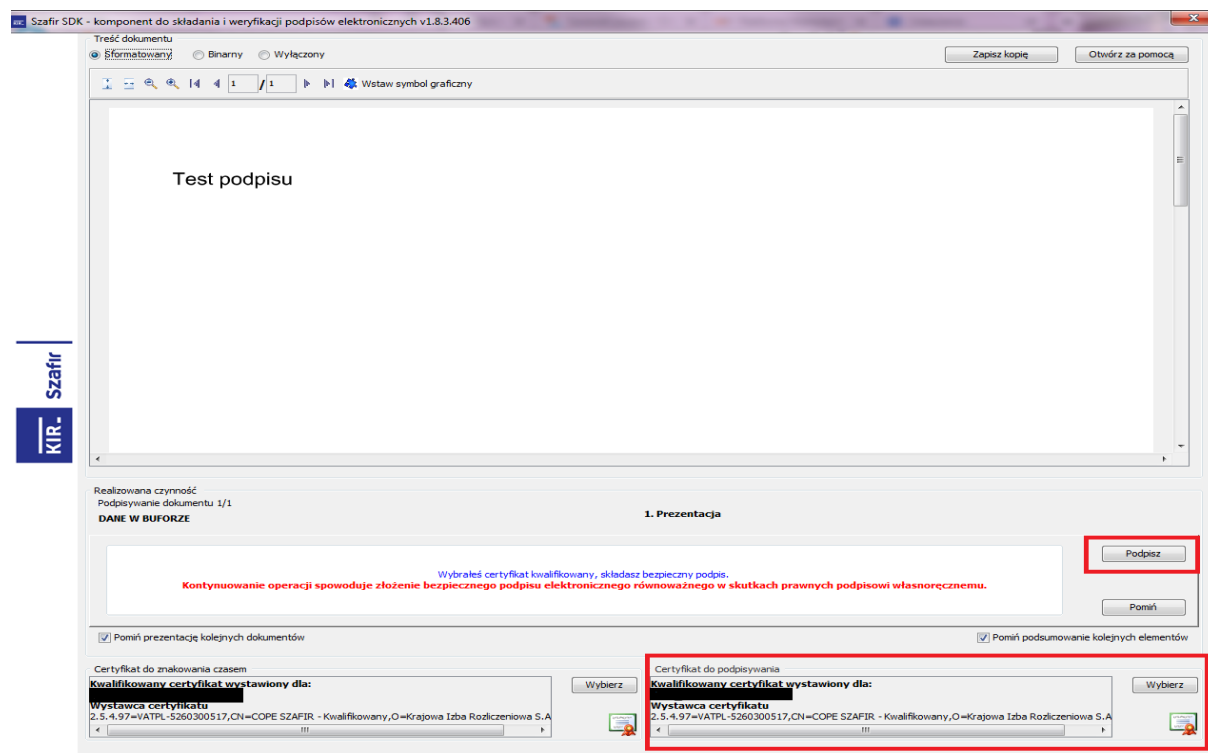 Szafir SDK - komponent do składania i weryfikacji podpisów elektronicznych v1.8.3.406
Treść dokumentu
Sformatowany Binarny Wyłączony Zapisz kopię Otwórz za pomocą
1 / 1 Wstaw symbol graficzny
Test podpisu
KIR. Szafir
Realizowana czynność
Podpisywanie dokumentu 1/1
DANE W BUFORZE 1. Prezentacja
Podpisz
Wybrałeś certyfikat kwalifikowany, składasz bezpieczny podpis.
Kontynuowanie operacji spowoduje złożenie bezpiecznego podpisu elektronicznego równoważnego w skutkach prawnych podpisowi własnoręcznemu.
Pomiń
Pomiń prezentację kolejnych dokumentów Pomiń podsumowanie kolejnych elementów
Certyfikat do znakowania czasem
Kwalifikowany certyfikat wystawiony dla: Wybierz
Wystawca certyfikatu
2.5.4.97=VATPL-5260300517,CN=COPE SZAFIR - Kwalifikowany,O=Krajowa Izba Rozliczeniowa S.A
Certyfikat do podpisywania
Kwalifikowany certyfikat wystawiony dla: Wybierz
Wystawca certyfikatu
2.5.4.97=VATPL-5260300517,CN=COPE SZAFIR - Kwalifikowany,O=Krajowa Izba Rozliczeniowa S.A